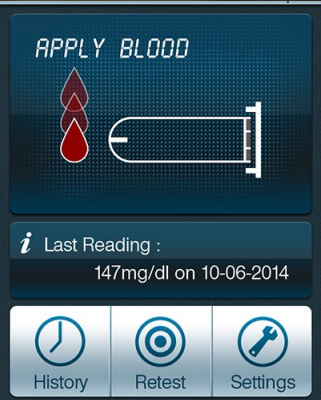 APPLY BLOOD
i Last Reading :
147mg/dl on 10-06-2014
History Retest Settings